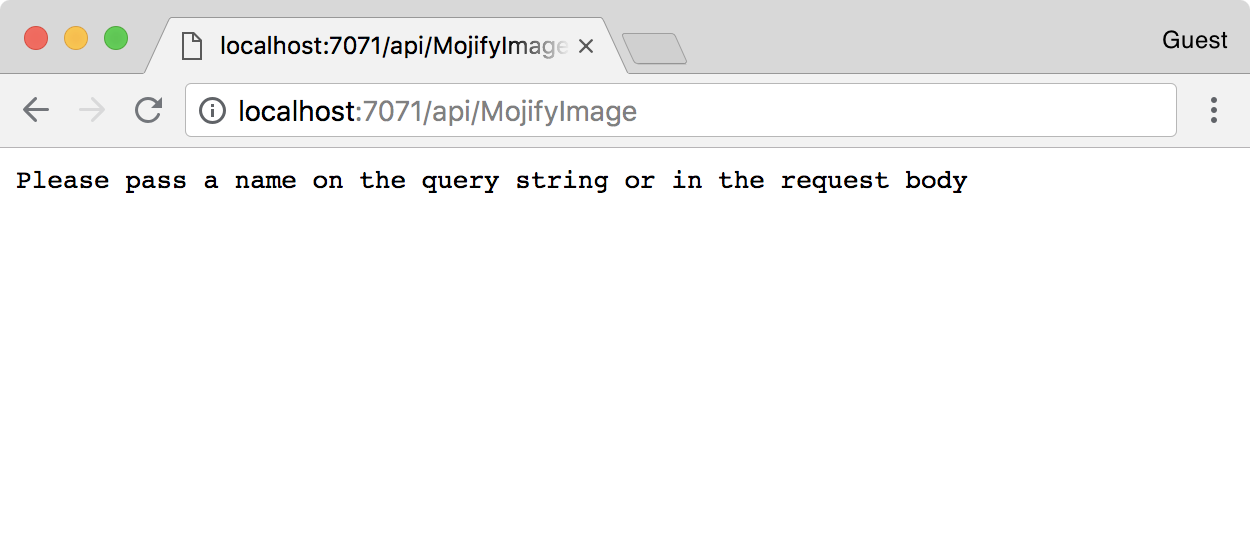 localhost:7071/api/MojifyImage
Guest
localhost:7071/api/MojifyImage
Please pass a name on the query string or in the request body